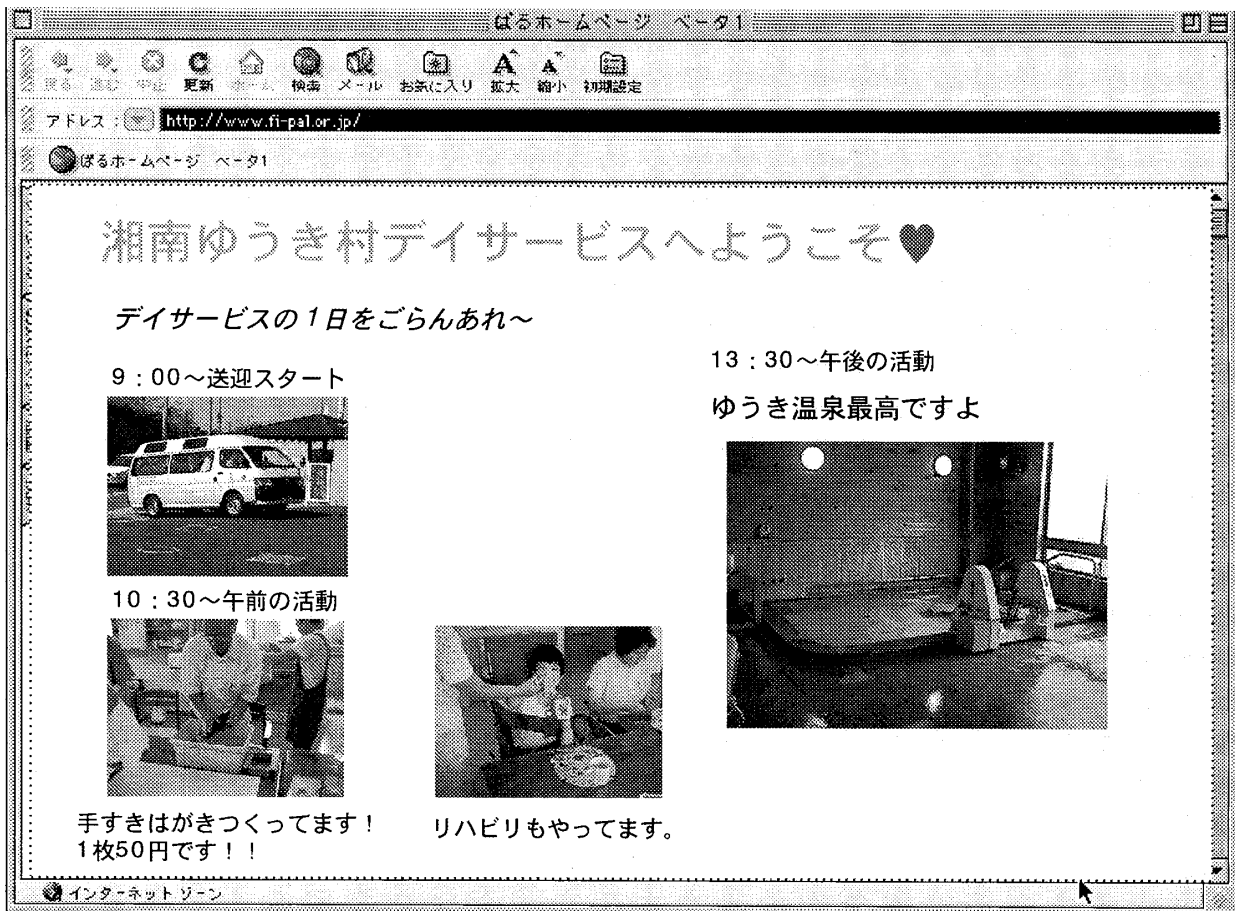 ぱるホームページ ベータ1
戻る 進む 中止 更新 ホーム 検索 メール お気に入り 拡大 縮小 初期設定
アドレス : http://www.fi-pal.or.jp/
ぱるホームページ ベータ1
湘南ゆうき村デイサービスへようこそ♥
デイサービスの1日をごらんあれ～
9：00～送迎スタート
10：30～午前の活動
手すきはがきつくってます！
1枚50円です！！
リハビリもやってます。
13：30～午後の活動
ゆうき温泉最高ですよ
インターネット ゾーン